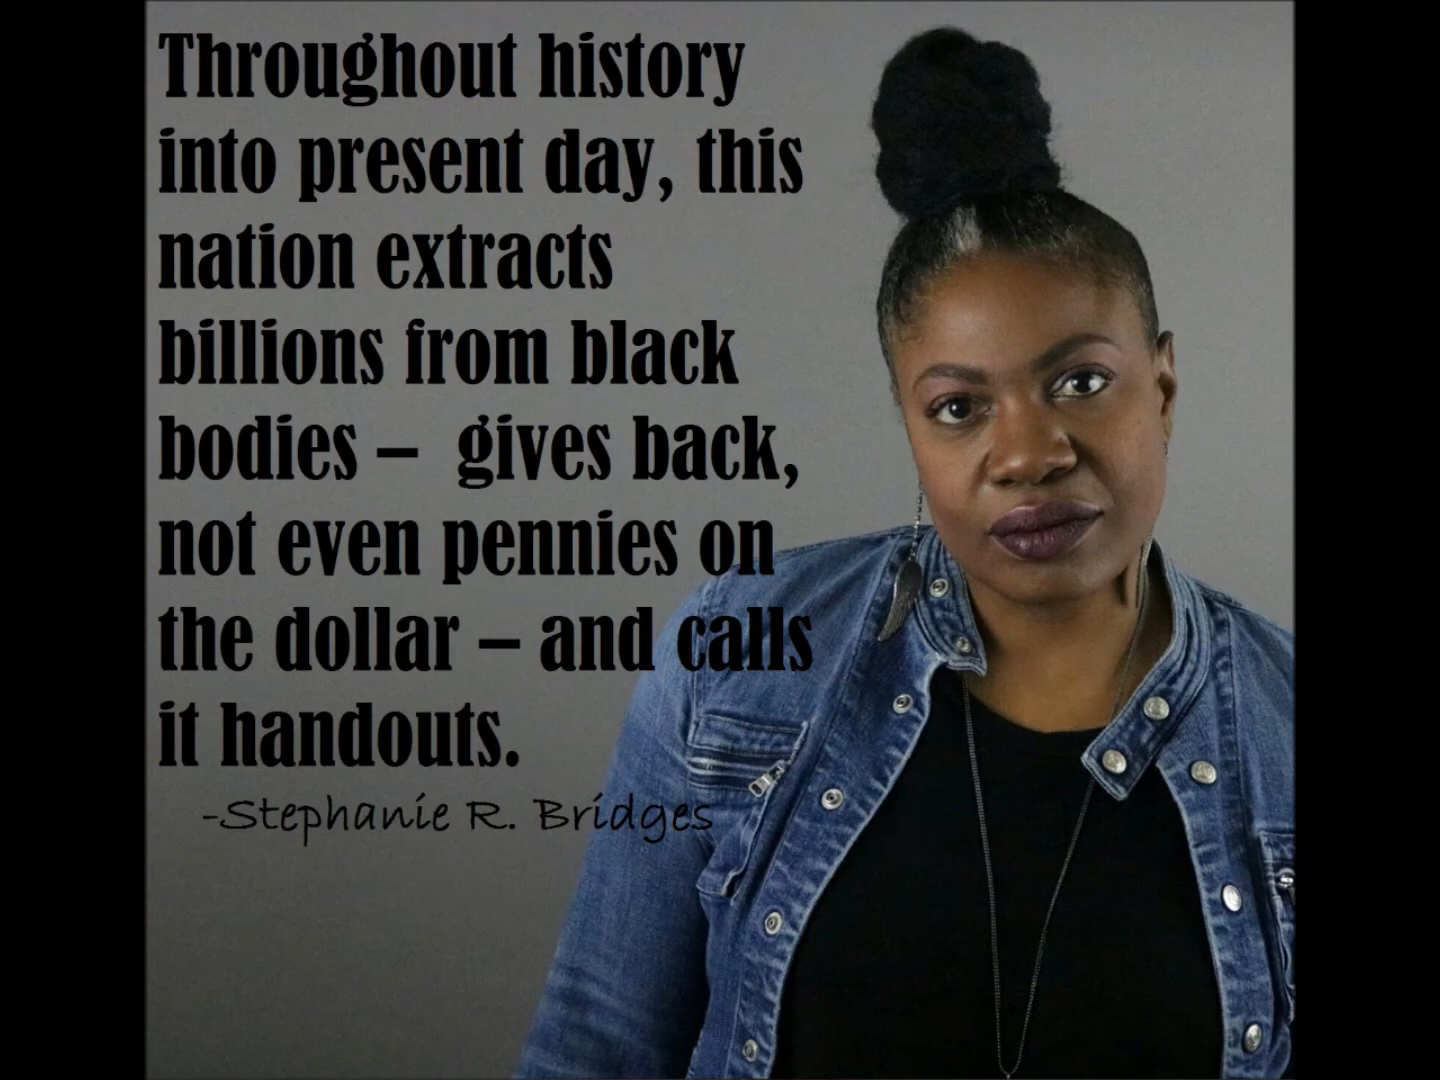 Throughout history
into present day, this
nation extracts
billions from black
bodies –  gives back,
not even pennies on
the dollar – and calls
it handouts.
-Stephanie R. Bridges